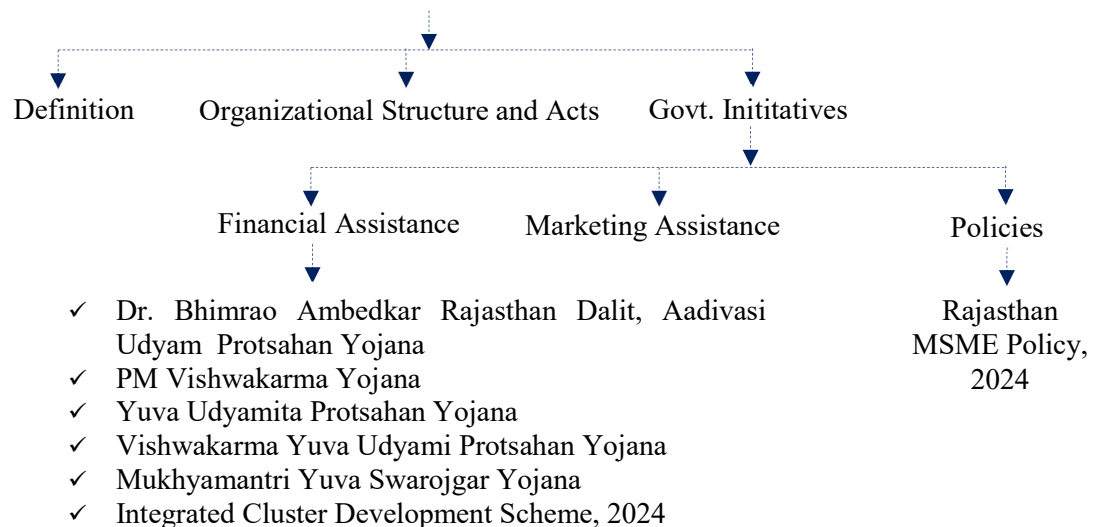 Definition
Organizational Structure and Acts
Govt. Inititatives
Financial Assistance
Marketing Assistance
Policies
✓ Dr. Bhimrao Ambedkar Rajasthan Dalit, Aadivasi
Udyam Protsahan Yojana
✓ PM Vishwakarma Yojana
✓ Yuva Udyamita Protsahan Yojana
✓ Vishwakarma Yuva Udyami Protsahan Yojana
✓ Mukhyamantri Yuva Swarojgar Yojana
✓ Integrated Cluster Development Scheme, 2024
Rajasthan
MSME Policy,
2024